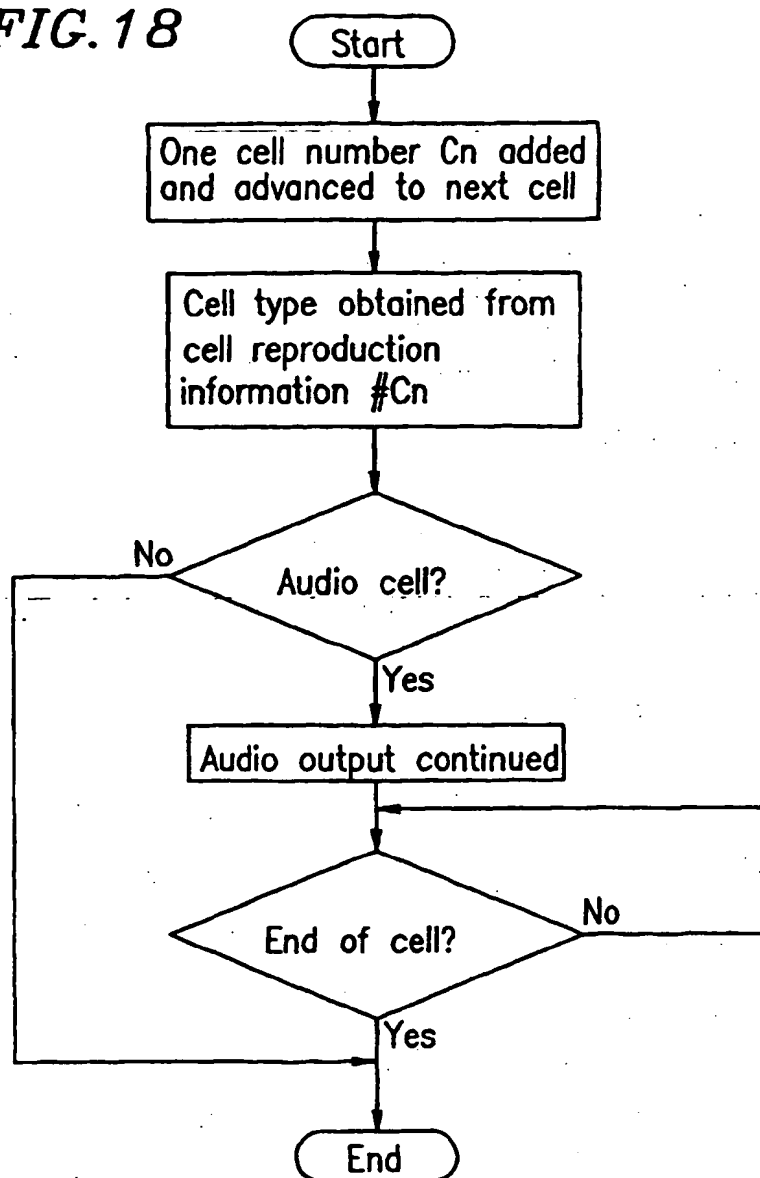 FIG. 18
Start
One cell number Cn added
and advanced to next cell
Cell type obtained from
cell reproduction
information #Cn
No
Audio cell?
Yes
Audio output continued
No
End of cell?
Yes
End